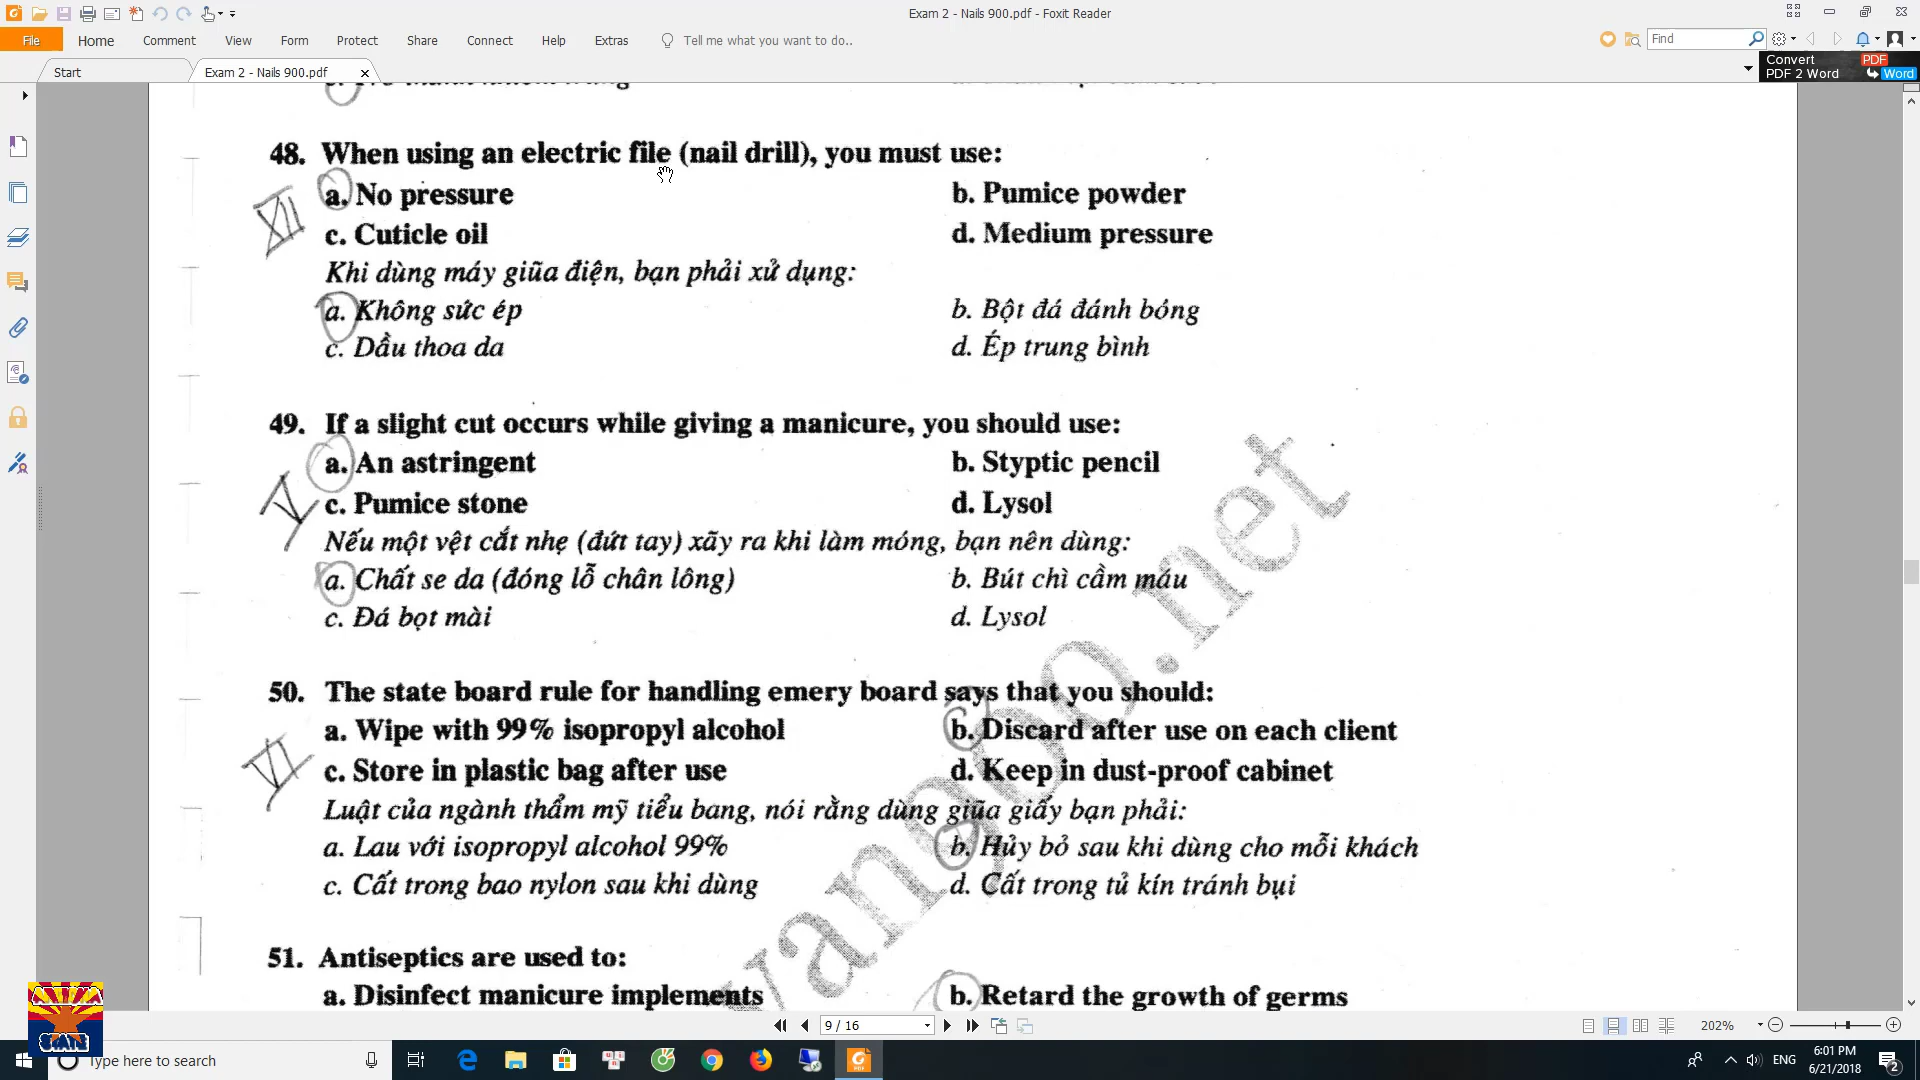 Exam 2 - Nails 900.pdf - Foxit Reader
File Home Comment View Form Protect Share Connect Help Extras Tell me what you want to do.. Find
Start Exam 2 - Nails 900.pdf
Convert PDF
PDF 2 Word Word
48. When using an electric file (nail drill), you must use:
XII
a. No pressure b. Pumice powder
c. Cuticle oil d. Medium pressure
Khi dùng máy giũa điện, bạn phải xử dụng:
a. Không sức ép b. Bột đá đánh bóng
c. Dầu thoa da d. Ép trung bình
49. If a slight cut occurs while giving a manicure, you should use:
a. An astringent b. Styptic pencil
V
c. Pumice stone d. Lysol
Nếu một vệt cắt nhẹ (đứt tay) xãy ra khi làm móng, bạn nên dùng:
a. Chất se da (đóng lỗ chân lông) b. Bút chì cầm máu
c. Đá bọt mài d. Lysol
50. The state board rule for handling emery board says that you should:
a. Wipe with 99% isopropyl alcohol b. Discard after use on each client
VI
c. Store in plastic bag after use d. Keep in dust-proof cabinet
Luật của ngành thẩm mỹ tiểu bang, nói rằng dùng giũa giấy bạn phải:
a. Lau với isopropyl alcohol 99% b. Hủy bỏ sau khi dùng cho mỗi khách
c. Cất trong bao nylon sau khi dùng d. Cất trong tủ kín tránh bụi
51. Antiseptics are used to:
a. Disinfect manicure implements b. Retard the growth of germs
9 / 16 202%
STATE
Type here to search ENG 6:01 PM
6/21/2018 2